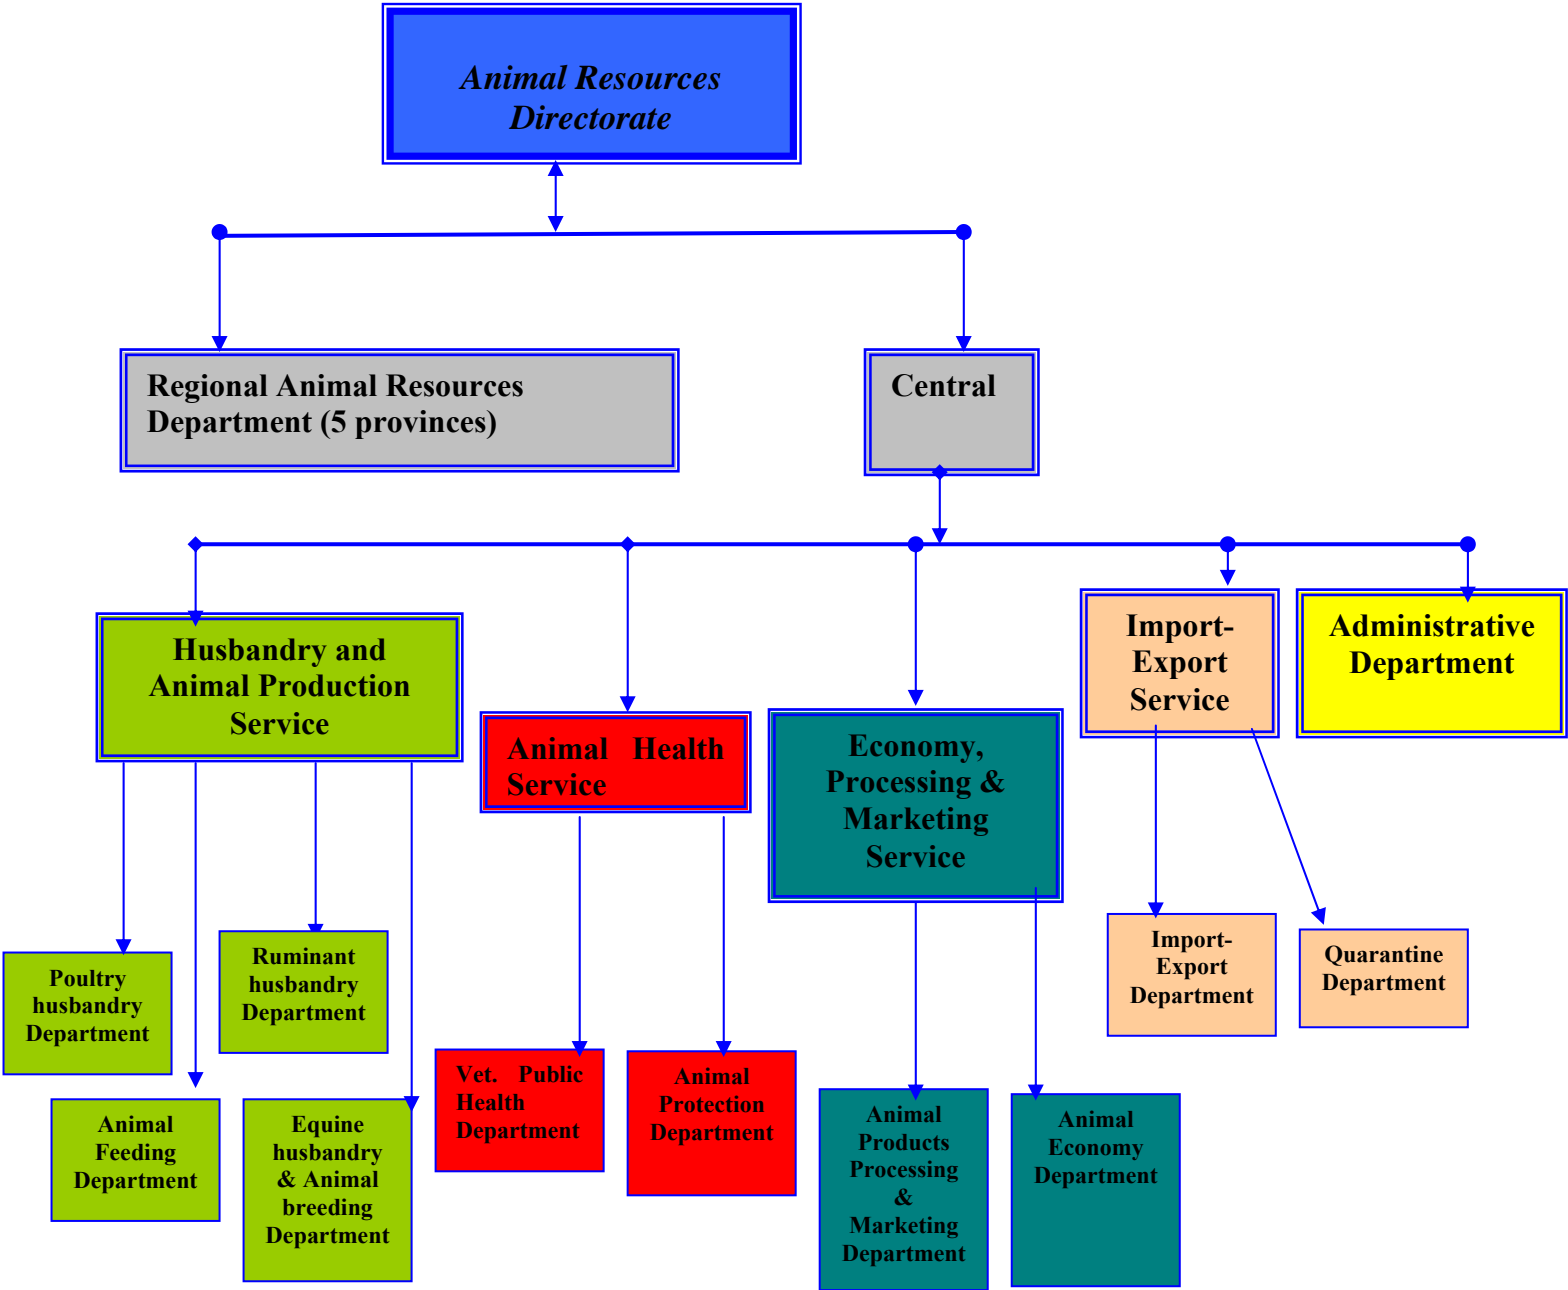 Animal Resources
Directorate
Regional Animal Resources
Department (5 provinces)
Central
Husbandry and
Animal Production
Service
Animal Health
Service
Economy,
Processing &
Marketing
Service
Import-
Export
Service
Administrative
Department
Poultry
husbandry
Department
Ruminant
husbandry
Department
Animal
Feeding
Department
Equine
husbandry
& Animal
breeding
Department
Vet. Public
Health
Department
Animal
Protection
Department
Animal
Products
Processing
&
Marketing
Department
Animal
Economy
Department
Import-
Export
Department
Quarantine
Department